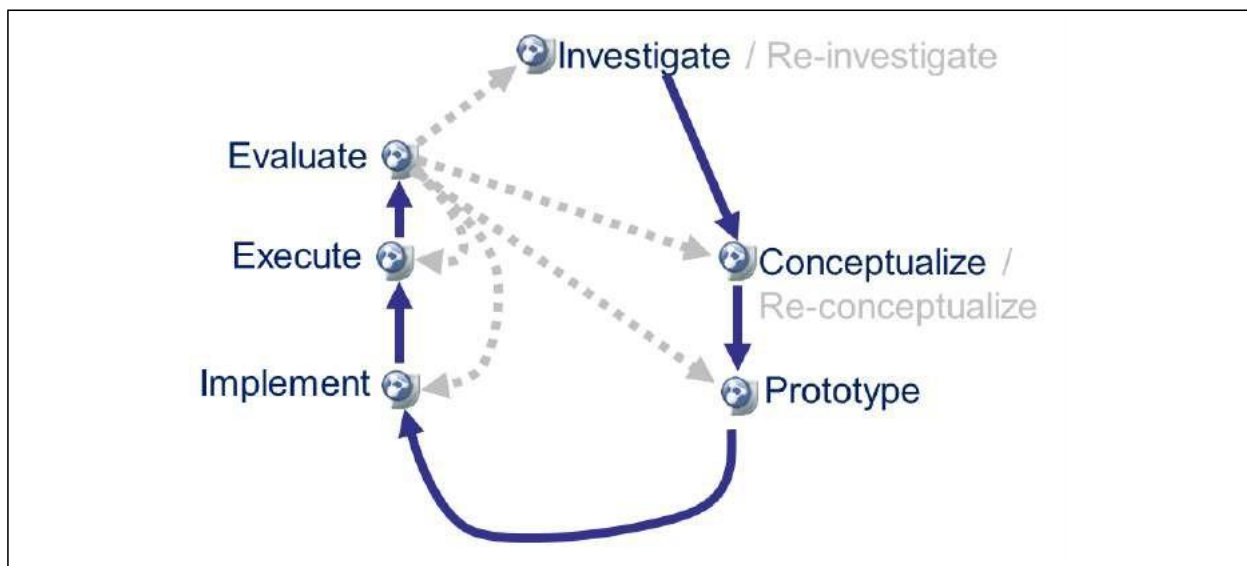 Investigate / Re-investigate
Evaluate
Execute
Conceptualize /
Re-conceptualize
Implement
Prototype